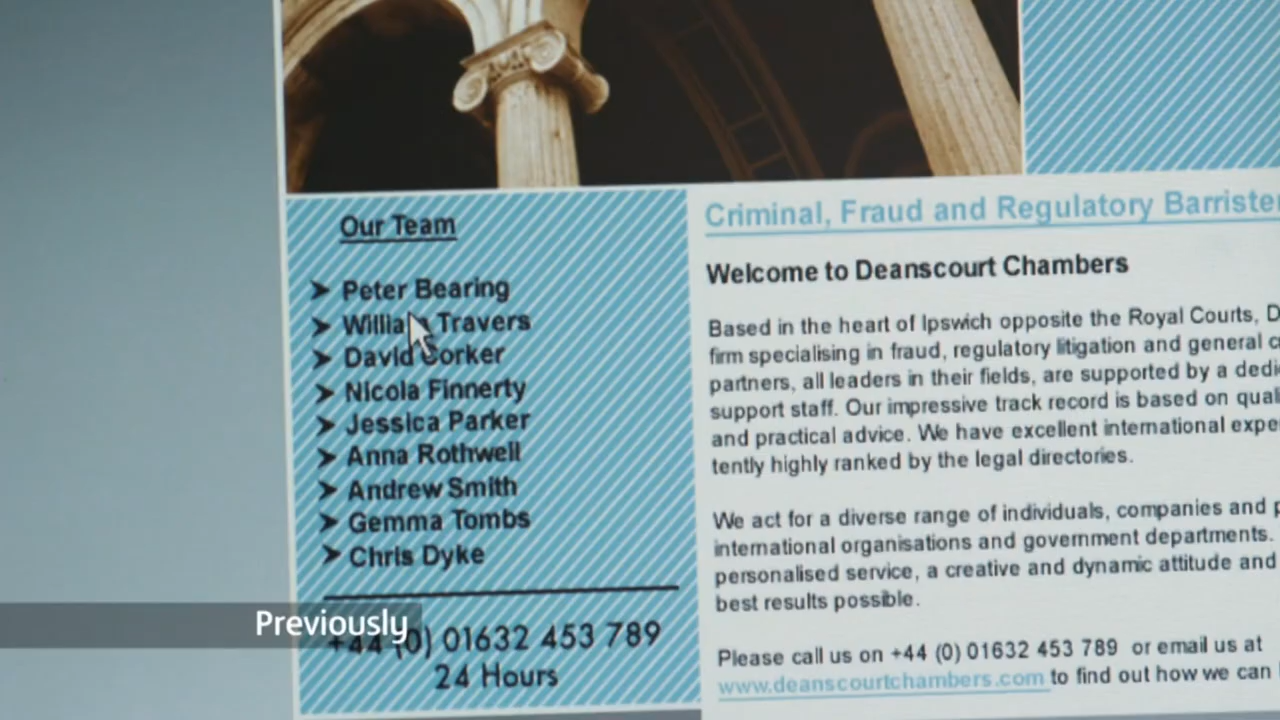 Our Team
Peter Bearing
William Travers
David Corker
Nicola Finnerty
Jessica Parker
Anna Rothwell
Andrew Smith
Gemma Tombs
Chris Dyke
+44 (0) 01632 453 789
24 Hours
Previously
Criminal, Fraud and Regulatory
Welcome to Deanscourt Chambers
Based in the heart of Ipswich opposite the Royal Courts,
firm specialising in fraud, regulatory litigation and general
partners, all leaders in their fields, are supported by a
support staff. Our impressive track record is based on
and practical advice. We have excellent international
tently highly ranked by the legal directories.
We act for a diverse range of individuals, companies and
international organisations and government departments.
personalised service, a creative and dynamic attitude and
best results possible.
Please call us on +44 (0) 01632 453 789 or email us at
www.deanscourtchambers.com to find out how we can